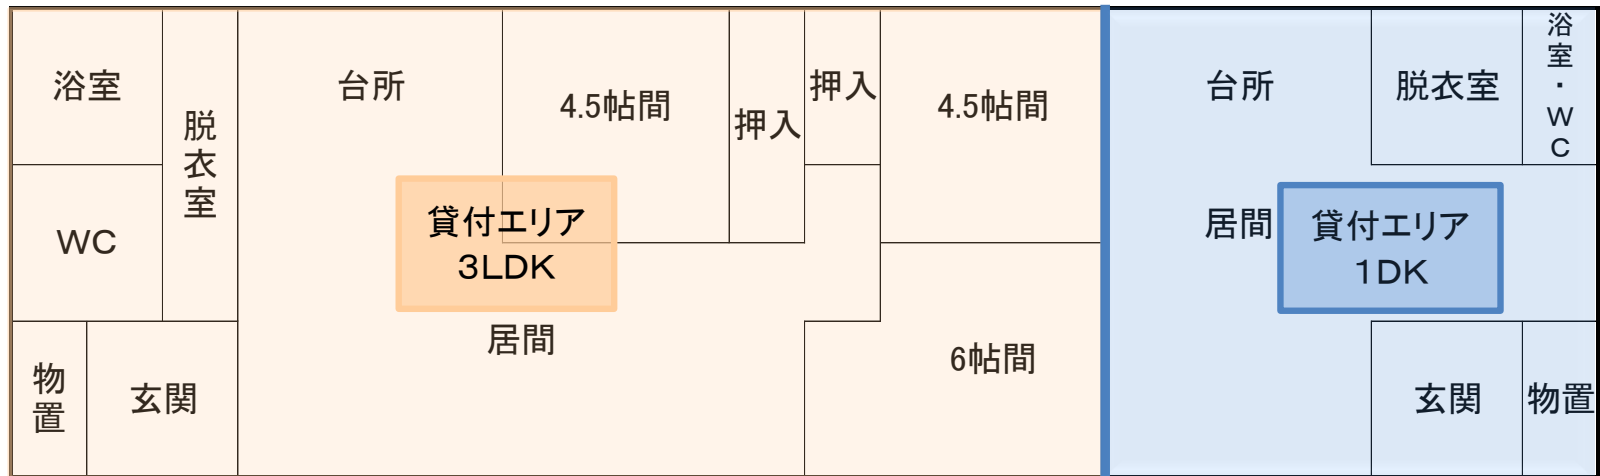 浴室
脱衣室
台所
4.5帖間
押入
押入
4.5帖間
台所
脱衣室
浴室・WC
WC
貸付エリア
3LDK
居間
貸付エリア
1DK
居間
6帖間
物置
玄関
玄関
物置